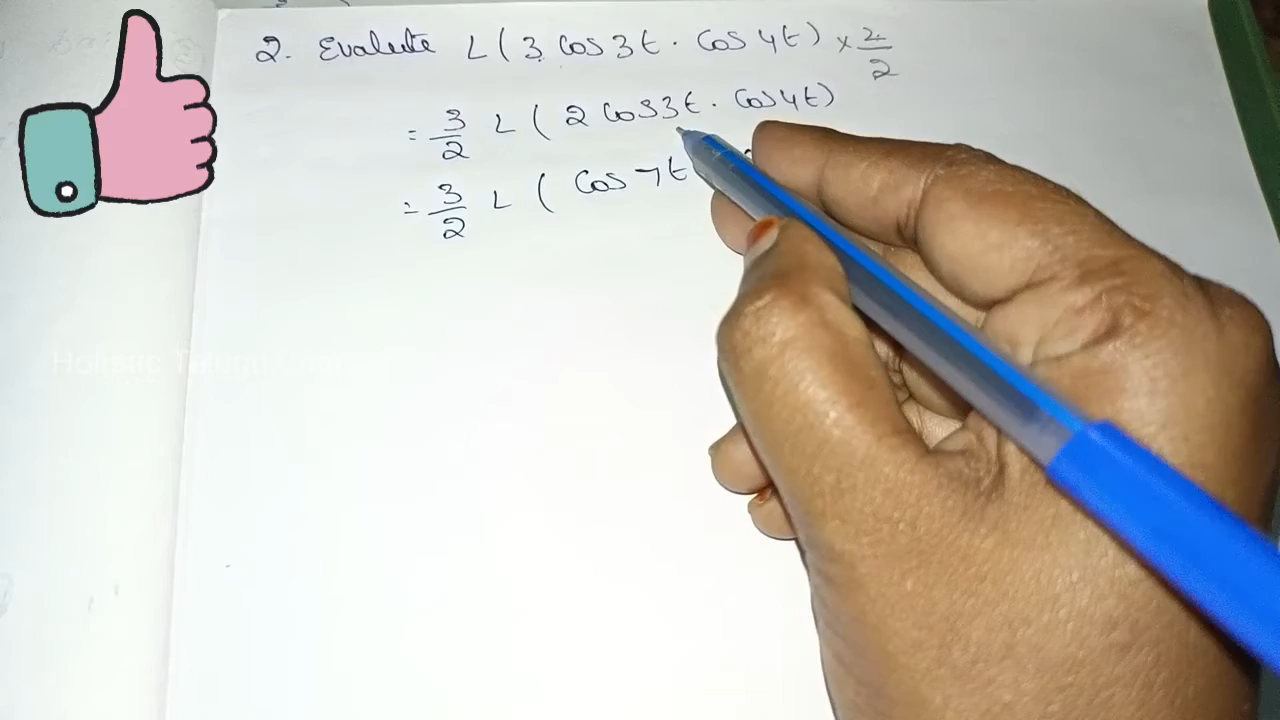 2. Evalute L ( 3 Cos 3t . Cos 4t ) × 2/2
= 3/2 L ( 2 Cos 3t . Cos 4t )
= 3/2 L ( Cos 7t
Holistic